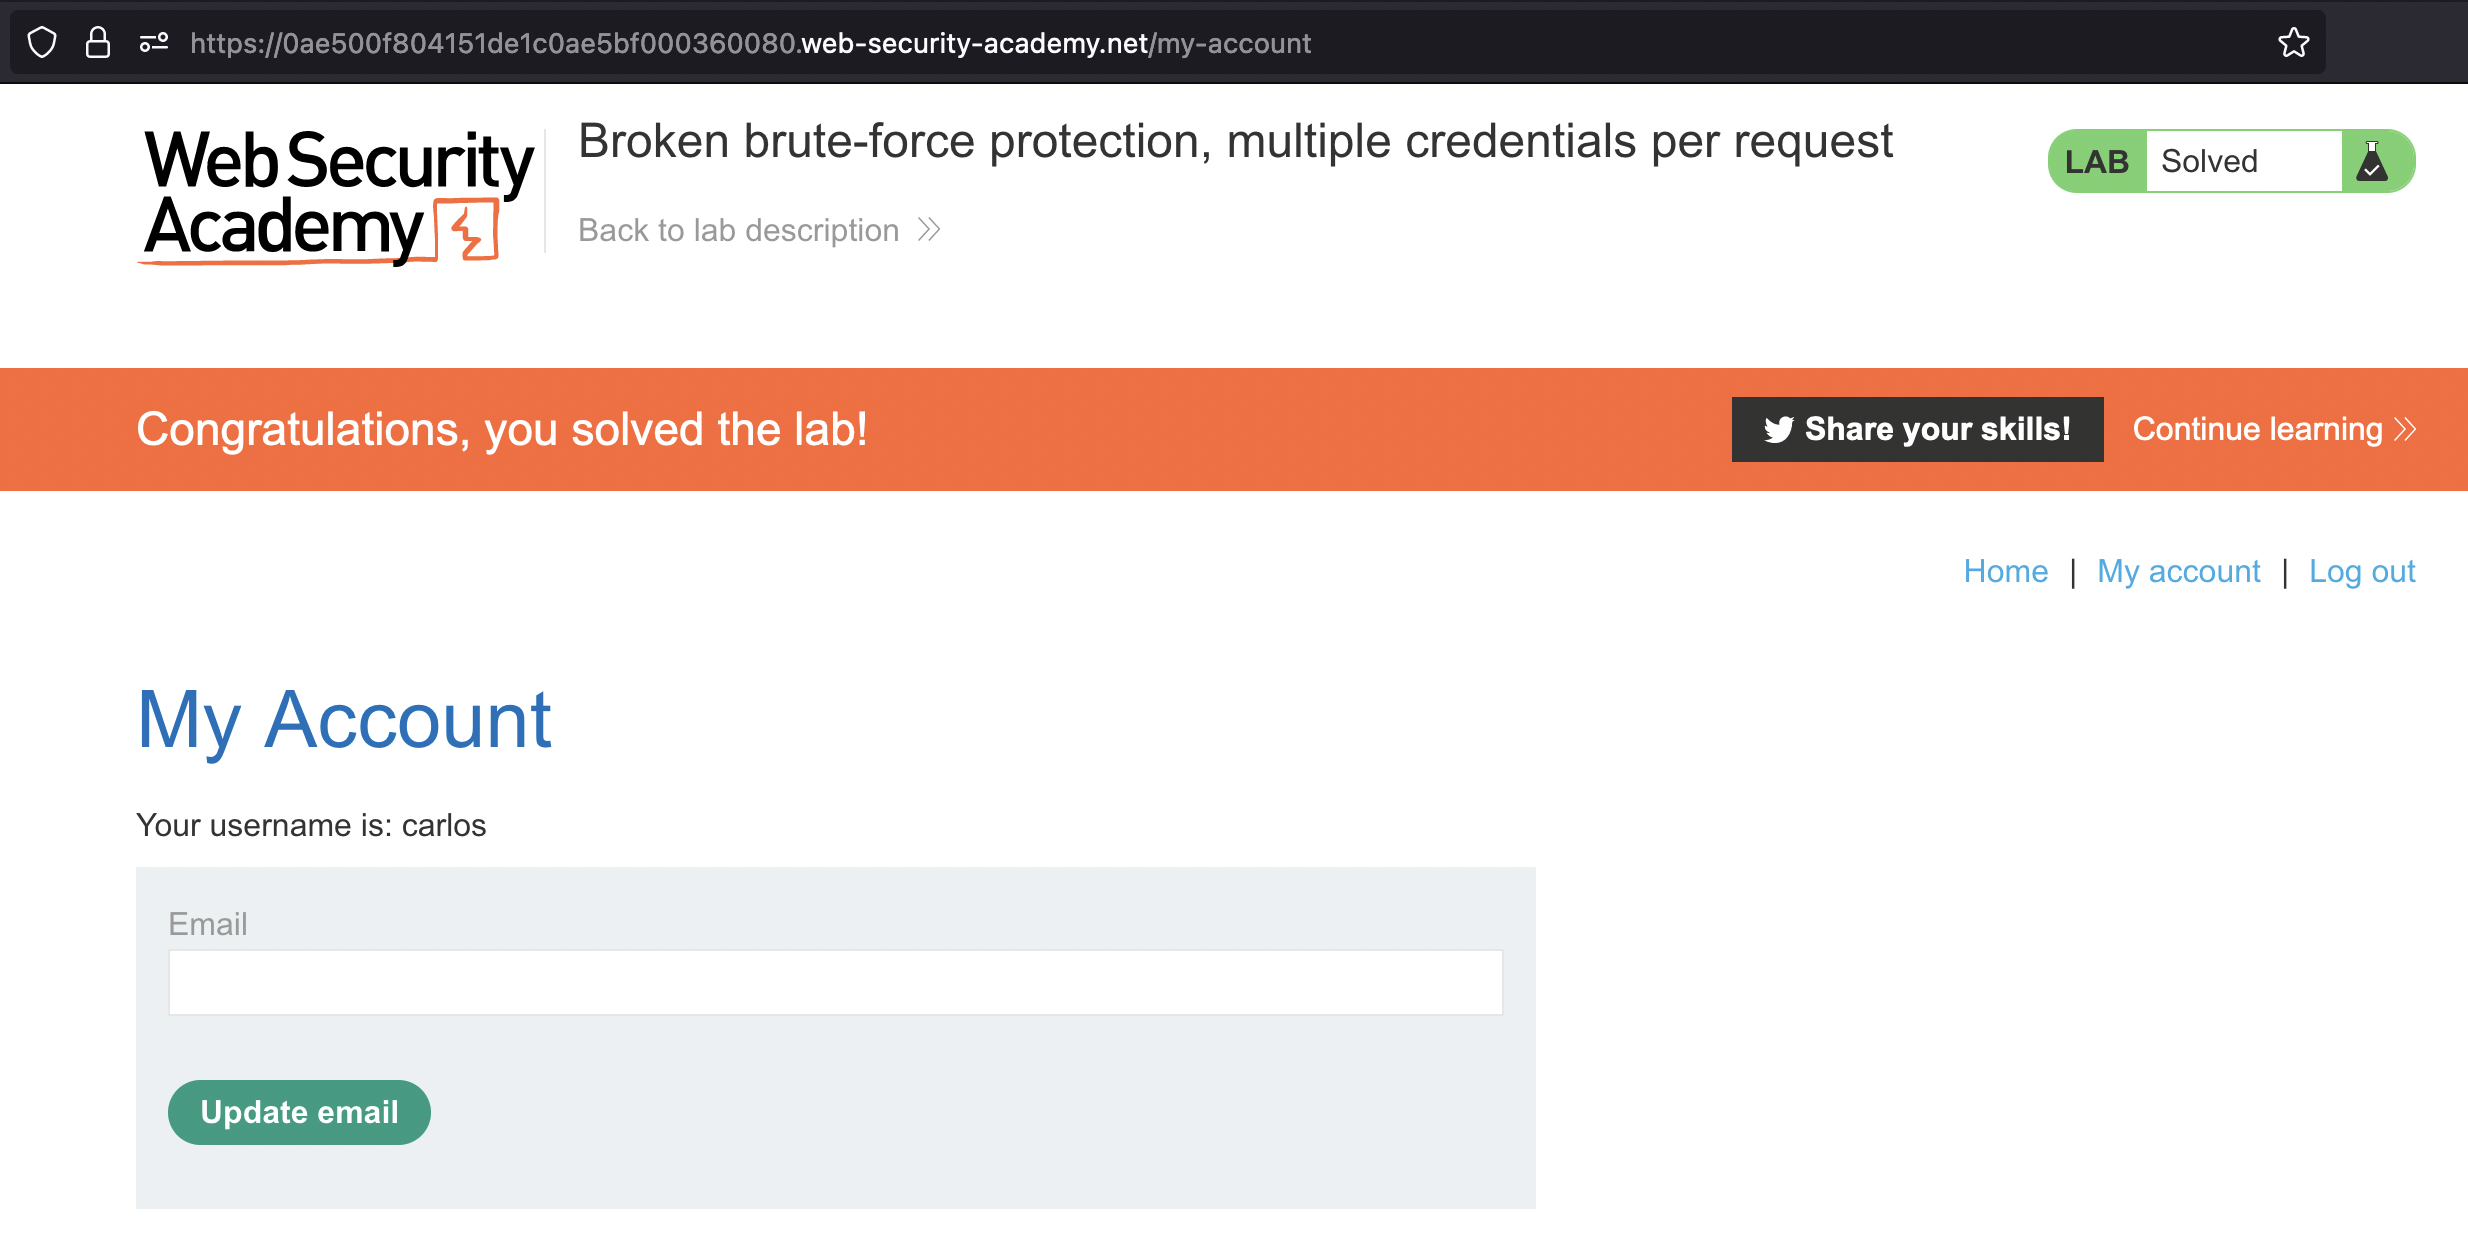 https://0ae500f804151de1c0ae5bf000360080.web-security-academy.net/my-account
Web Security
Academy
Broken brute-force protection, multiple credentials per request
Back to lab description
LAB Solved
Congratulations, you solved the lab!
Share your skills!
Continue learning
Home | My account | Log out
My Account
Your username is: carlos
Email
Update email